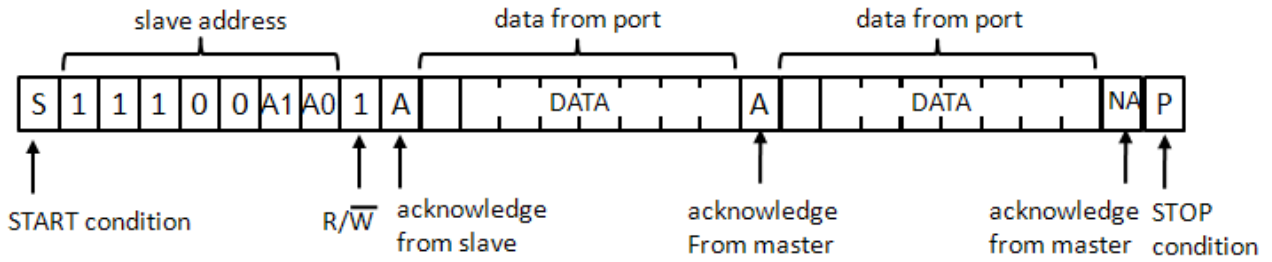 slave address data from port data from port
S 1 1 1 0 0 A1 A0 1 A DATA A DATA NA P
START condition R/W̅ acknowledge from slave acknowledge From master acknowledge from master STOP condition